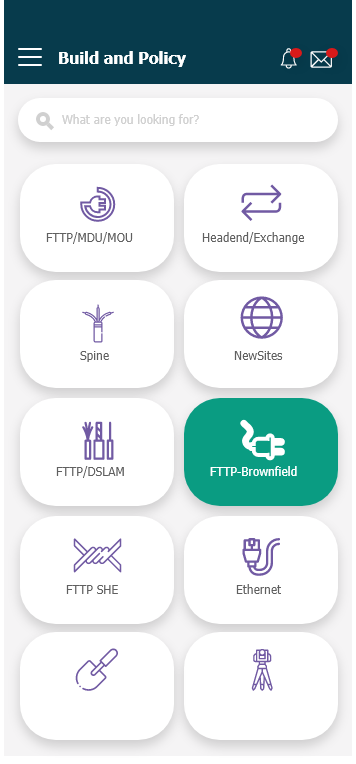 Build and Policy
What are you looking for?
FTTP/MDU/MOU
Headend/Exchange
Spine
NewSites
FTTP/DSLAM
FTTP-Brownfield
FTTP SHE
Ethernet